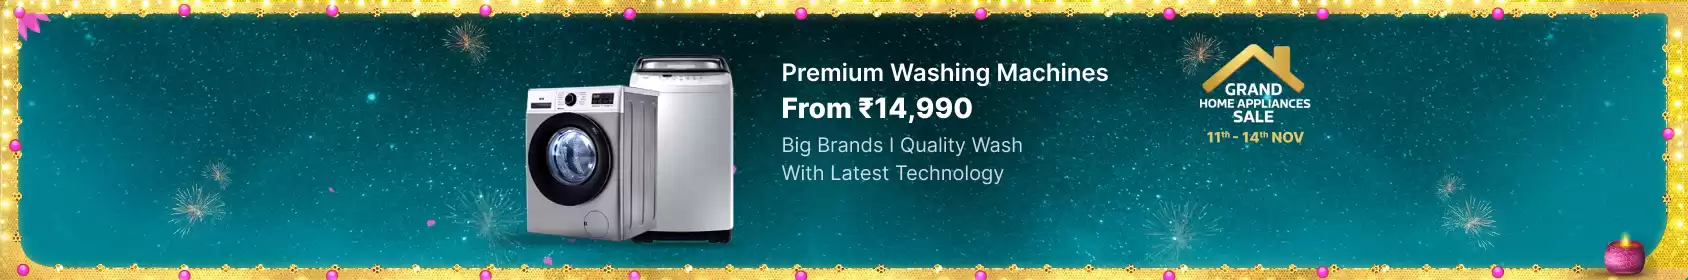 Premium Washing Machines
From ₹14,990
Big Brands I Quality Wash
With Latest Technology
GRAND
HOME APPLIANCES
SALE
11th - 14th NOV